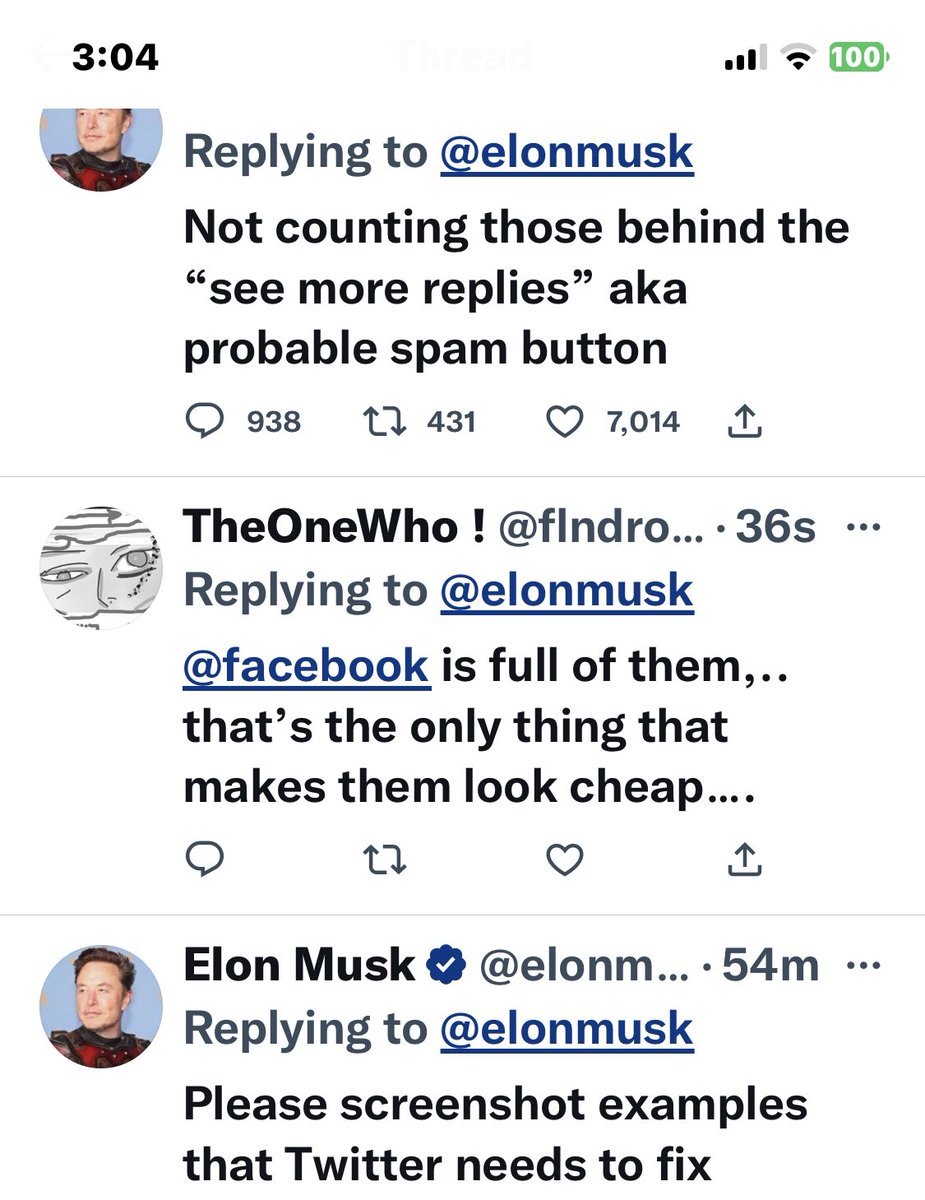 3:04
Thread
100
Replying to @elonmusk
Not counting those behind the
“see more replies” aka
probable spam button
938 431 7,014
TheOneWho ! @flndro... · 36s
Replying to @elonmusk
@facebook is full of them,..
that’s the only thing that
makes them look cheap....
Elon Musk @elonm... · 54m
Replying to @elonmusk
Please screenshot examples
that Twitter needs to fix